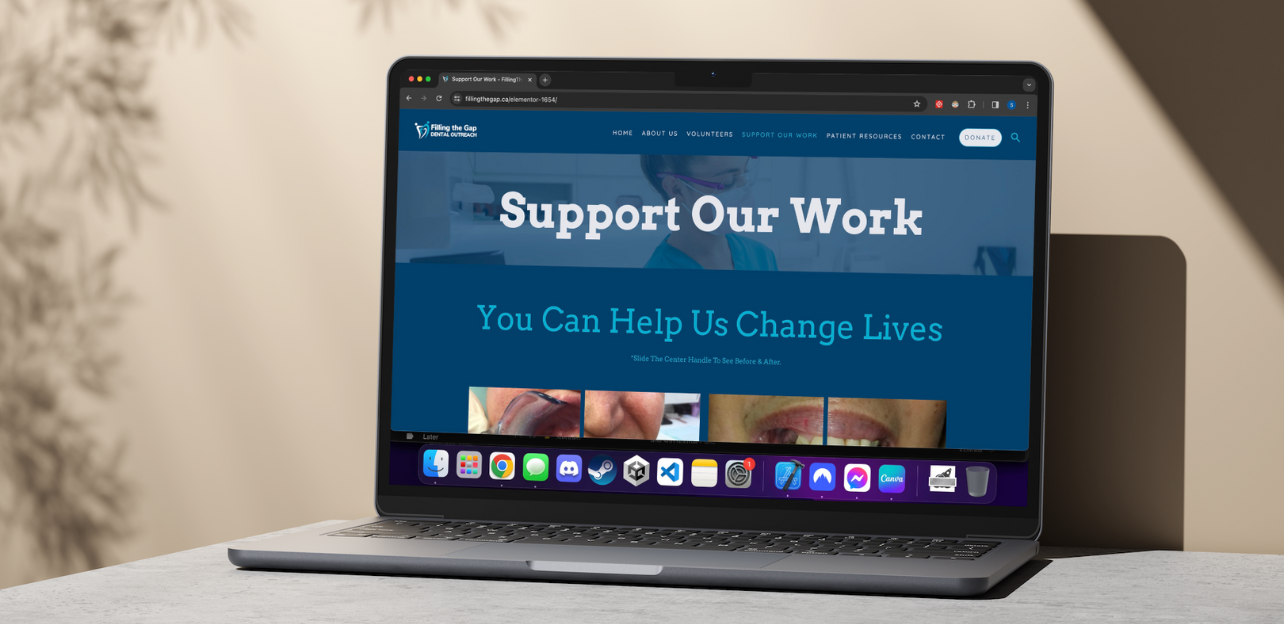 Support Our Work - FillingTh
fillingthegap.ca/elementor-1654/
Filling the Gap
DENTAL OUTREACH
HOME ABOUT US VOLUNTEERS SUPPORT OUR WORK PATIENT RESOURCES CONTACT DONATE
Support Our Work
You Can Help Us Change Lives
*Slide The Center Handle To See Before & After.
Later
1
Canva